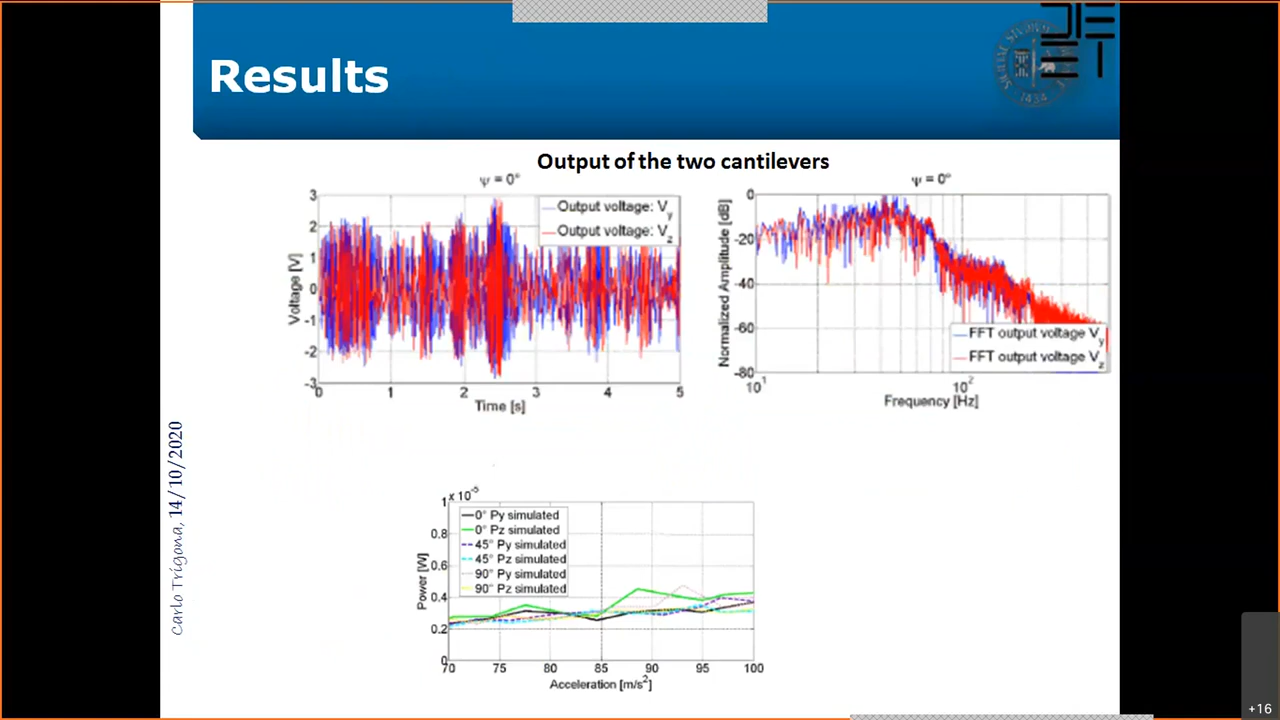 Results
Output of the two cantilevers
ψ = 0°
3
2
1
0
-1
-2
-3
Voltage [V]
Output voltage: Vy
Output voltage: Vz
0 1 2 3 4 5
Time [s]
ψ = 0°
0
-20
-40
-60
-80
Normalized Amplitude [dB]
FFT output voltage Vy
FFT output voltage Vz
10¹ 10²
Frequency [Hz]
x 10⁻⁵
1
0.8
0.6
0.4
0.2
0
Power [W]
0° Py simulated
0° Pz simulated
45° Py simulated
45° Pz simulated
90° Py simulated
90° Pz simulated
70 75 80 85 90 95 100
Acceleration [m/s²]
Carlo Trigona, 14/10/2020
1434
+16